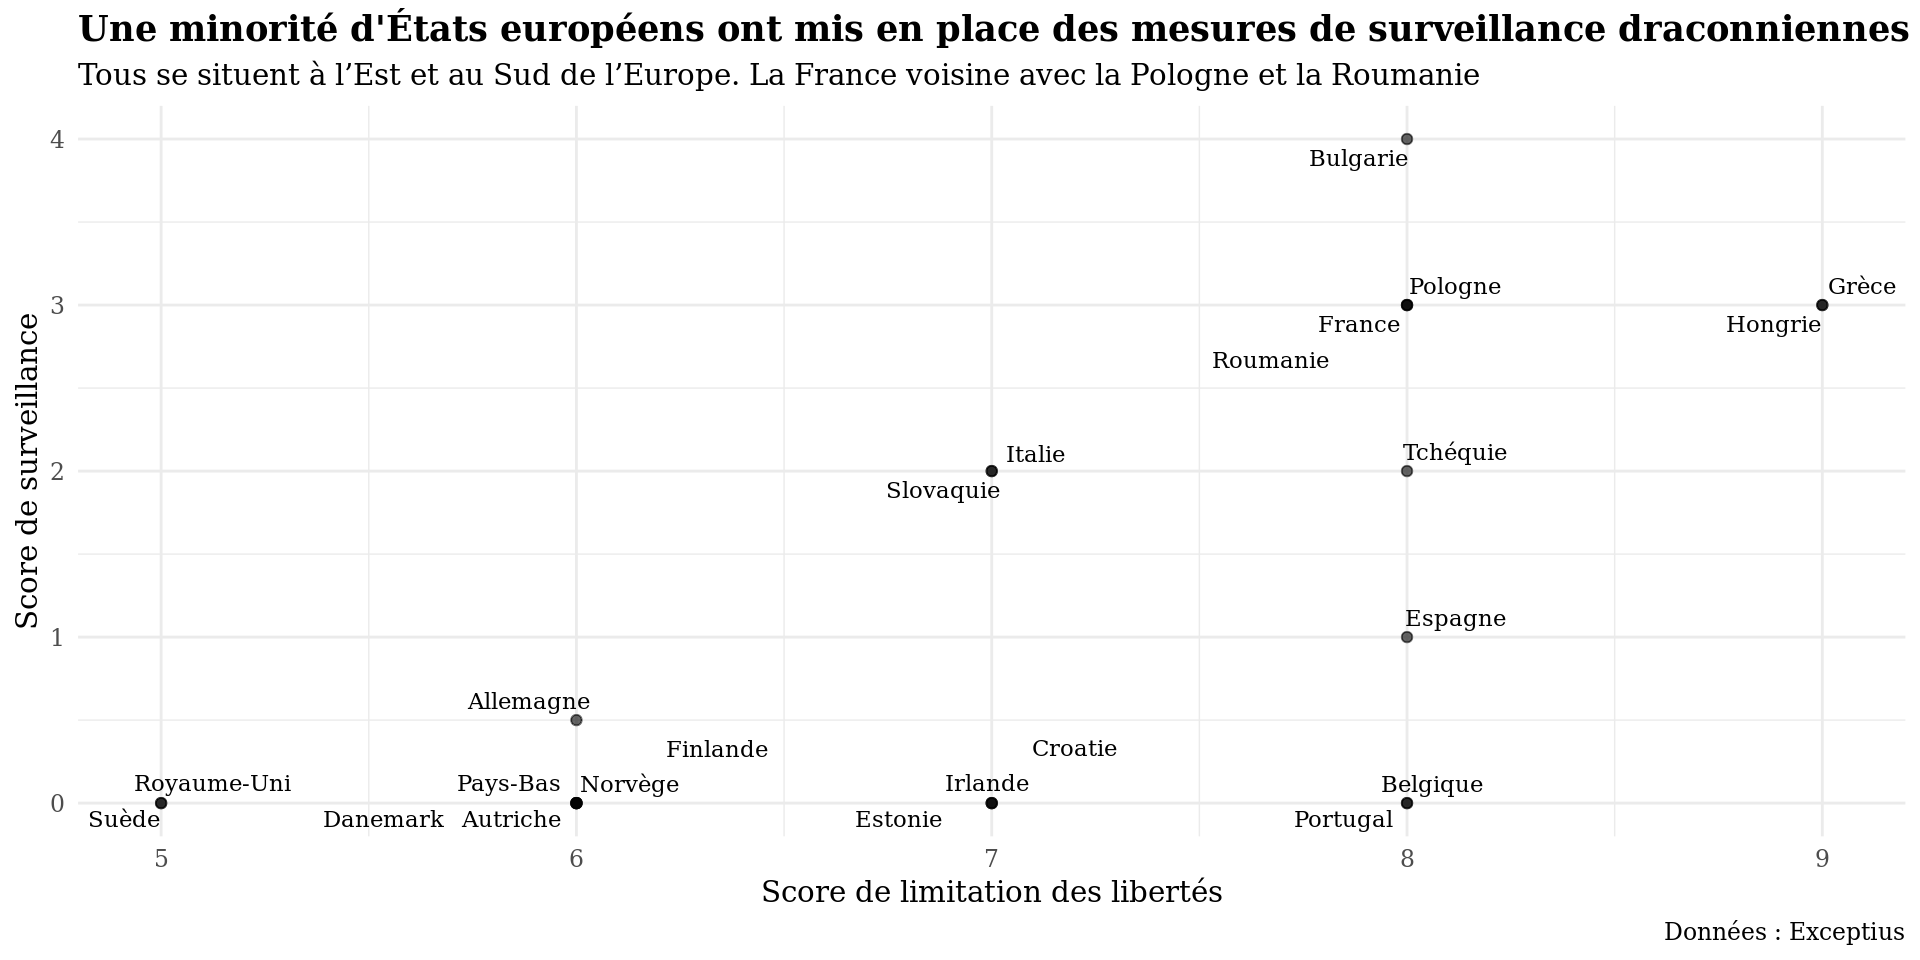 Une minorité d'États européens ont mis en place des mesures de surveillance draconniennes
Tous se situent à l’Est et au Sud de l’Europe. La France voisine avec la Pologne et la Roumanie
Score de surveillance
4
3
2
1
0
Bulgarie
Pologne
Grèce
France
Hongrie
Roumanie
Italie
Tchéquie
Slovaquie
Espagne
Allemagne
Finlande
Croatie
Royaume-Uni
Pays-Bas
Norvège
Irlande
Belgique
Suède
Danemark
Autriche
Estonie
Portugal
5
6
7
8
9
Score de limitation des libertés
Données : Exceptius